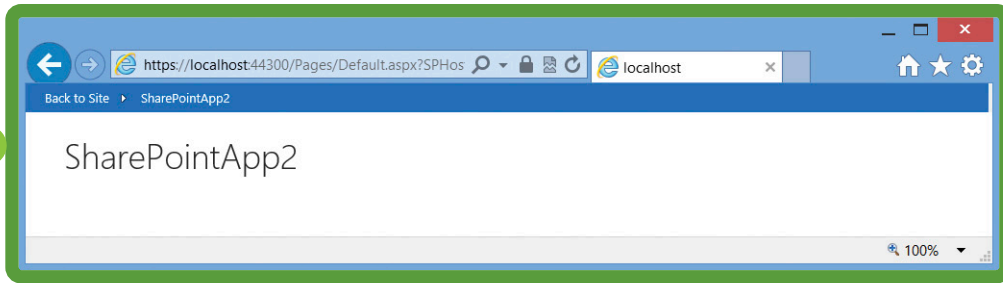 https://localhost:44300/Pages/Default.aspx?SPHos
localhost
Back to Site SharePointApp2
SharePointApp2
100%